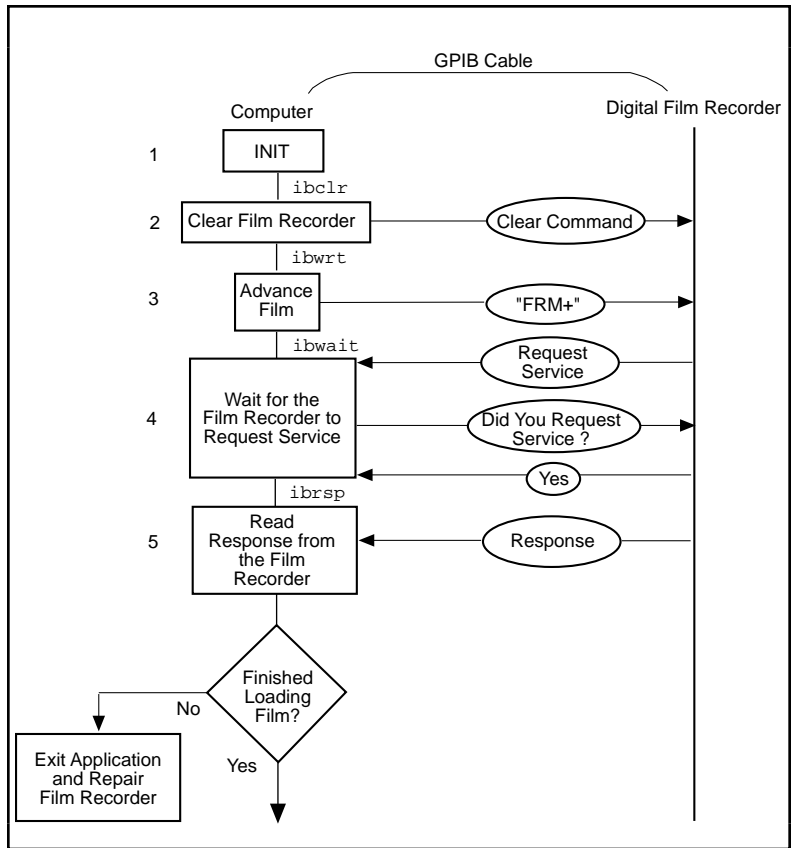 GPIB Cable
Computer
Digital Film Recorder
1
INIT
ibclr
2
Clear Film Recorder
Clear Command
ibwrt
3
Advance
Film
"FRM+"
ibwait
Request
Service
4
Wait for the
Film Recorder to
Request Service
Did You Request
Service ?
Yes
ibrsp
5
Read
Response from
the Film
Recorder
Response
Finished
Loading
Film?
No
Exit Application
and Repair
Film Recorder
Yes